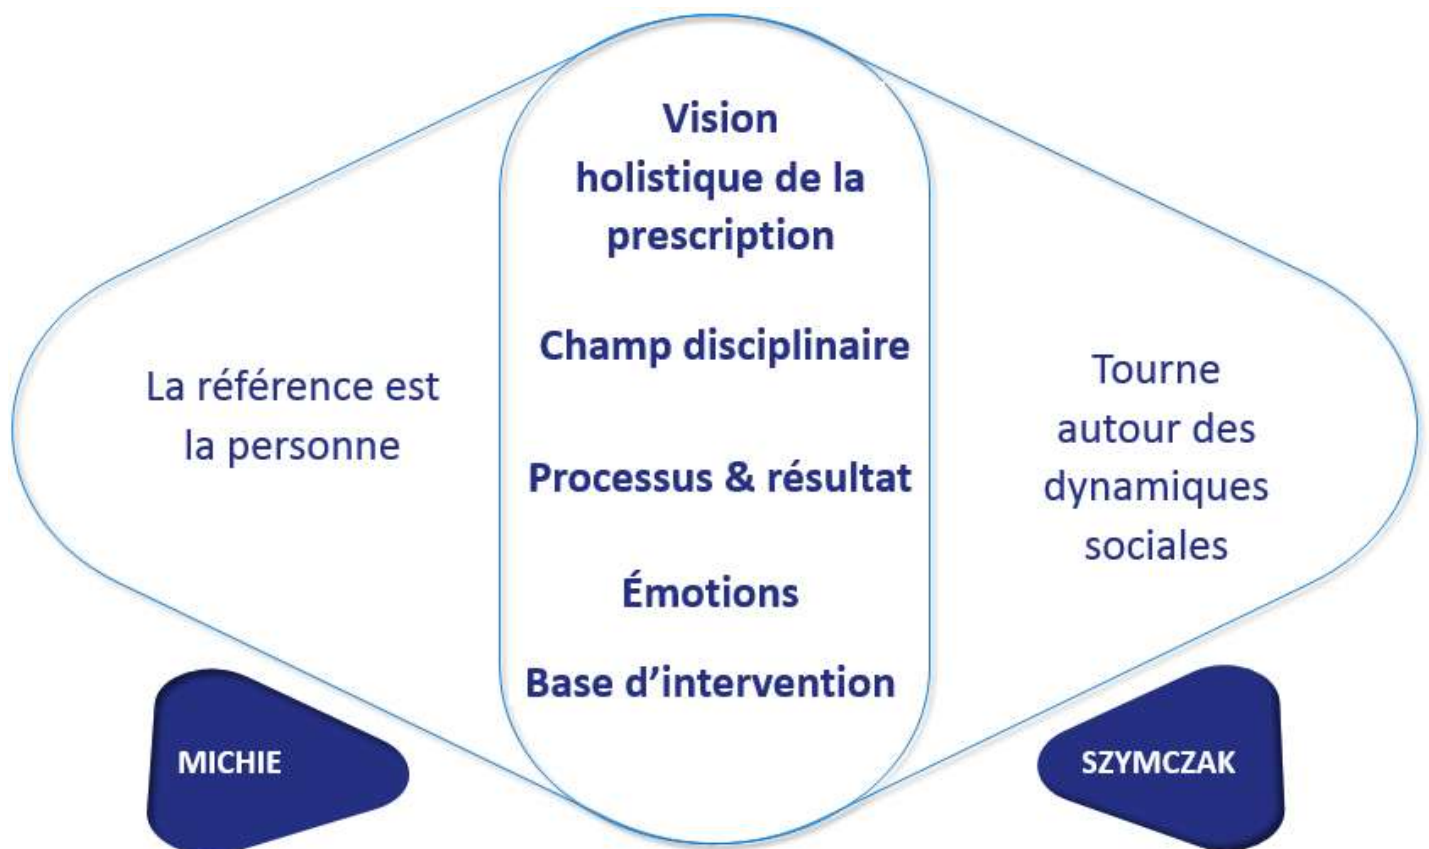 Vision
holistique de la
prescription
Champ disciplinaire
La référence est
la personne
Tourne
autour des
dynamiques
sociales
Processus & résultat
Émotions
Base d’intervention
MICHIE
SZYMCZAK